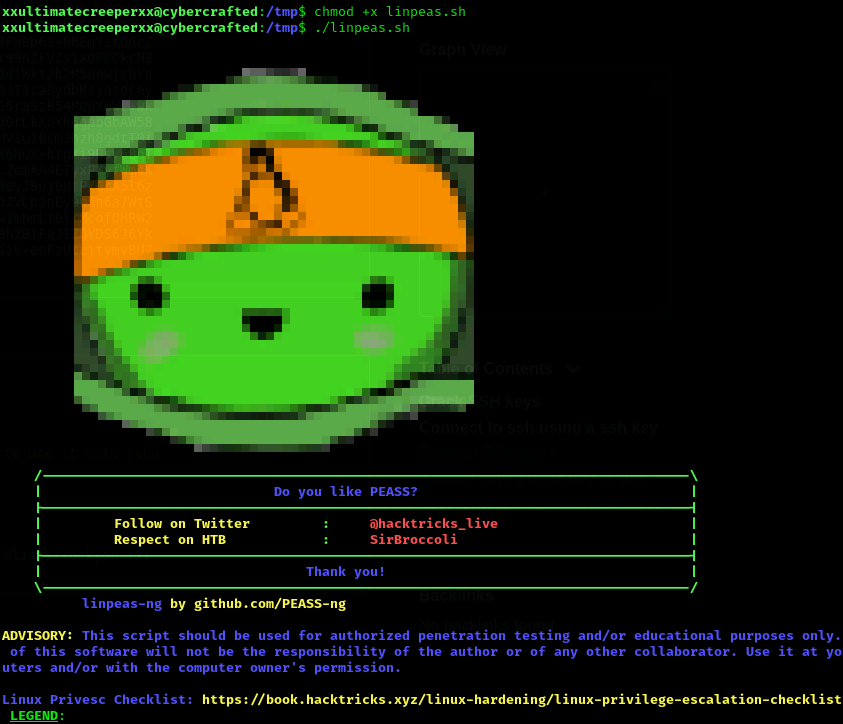 xxultimatecreeperxx@cybercrafted:/tmp$ chmod +x linpeas.sh
xxultimatecreeperxx@cybercrafted:/tmp$ ./linpeas.sh
Graph View
Table of Contents
Crack SSH keys
Connect to ssh using a ssh key
Do you like PEASS?
Follow on Twitter : @hacktricks_live
Respect on HTB : SirBroccoli
Thank you!
Backlinks
linpeas-ng by github.com/PEASS-ng
No backlinks found
ADVISORY: This script should be used for authorized penetration testing and/or educational purposes only.
of this software will not be the responsibility of the author or of any other collaborator. Use it at yo
uters and/or with the computer owner's permission.
Linux Privesc Checklist: https://book.hacktricks.xyz/linux-hardening/linux-privilege-escalation-checklist
LEGEND: